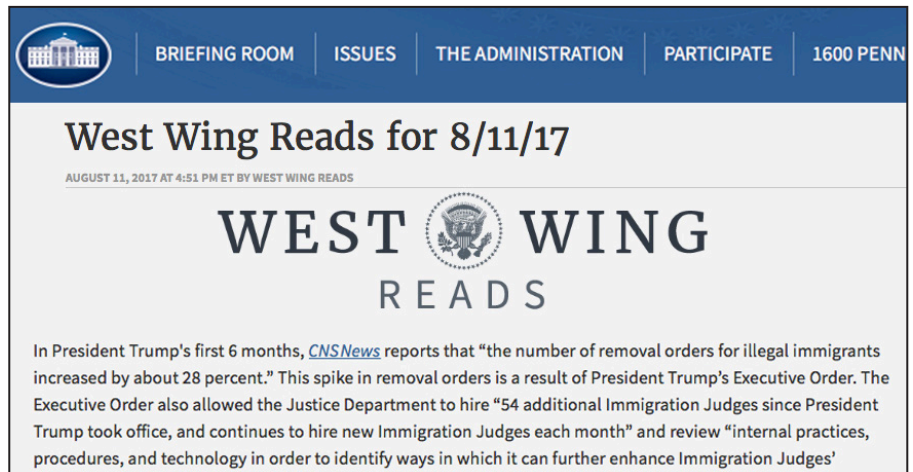 BRIEFING ROOM ISSUES THE ADMINISTRATION PARTICIPATE 1600 PENN
West Wing Reads for 8/11/17
AUGUST 11, 2017 AT 4:51 PM ET BY WEST WING READS
WEST WING
READS
In President Trump's first 6 months, CNSNews reports that “the number of removal orders for illegal immigrants
increased by about 28 percent.” This spike in removal orders is a result of President Trump’s Executive Order. The
Executive Order also allowed the Justice Department to hire “54 additional Immigration Judges since President
Trump took office, and continues to hire new Immigration Judges each month” and review “internal practices,
procedures, and technology in order to identify ways in which it can further enhance Immigration Judges’